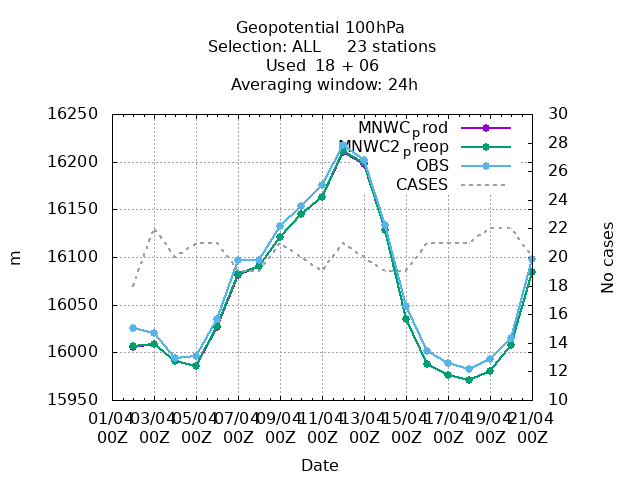 Geopotential 100hPa
Selection: ALL     23 stations
Used  18 + 06
Averaging window: 24h
16250
16200
16150
16100
16050
16000
15950
m
30
28
26
24
22
20
18
16
14
12
10
No cases
MNWCprod
MNWC2preop
OBS
CASES
01/04 03/04 05/04 07/04 09/04 11/04 13/04 15/04 17/04 19/04 21/04
00Z 00Z 00Z 00Z 00Z 00Z 00Z 00Z 00Z 00Z 00Z
Date